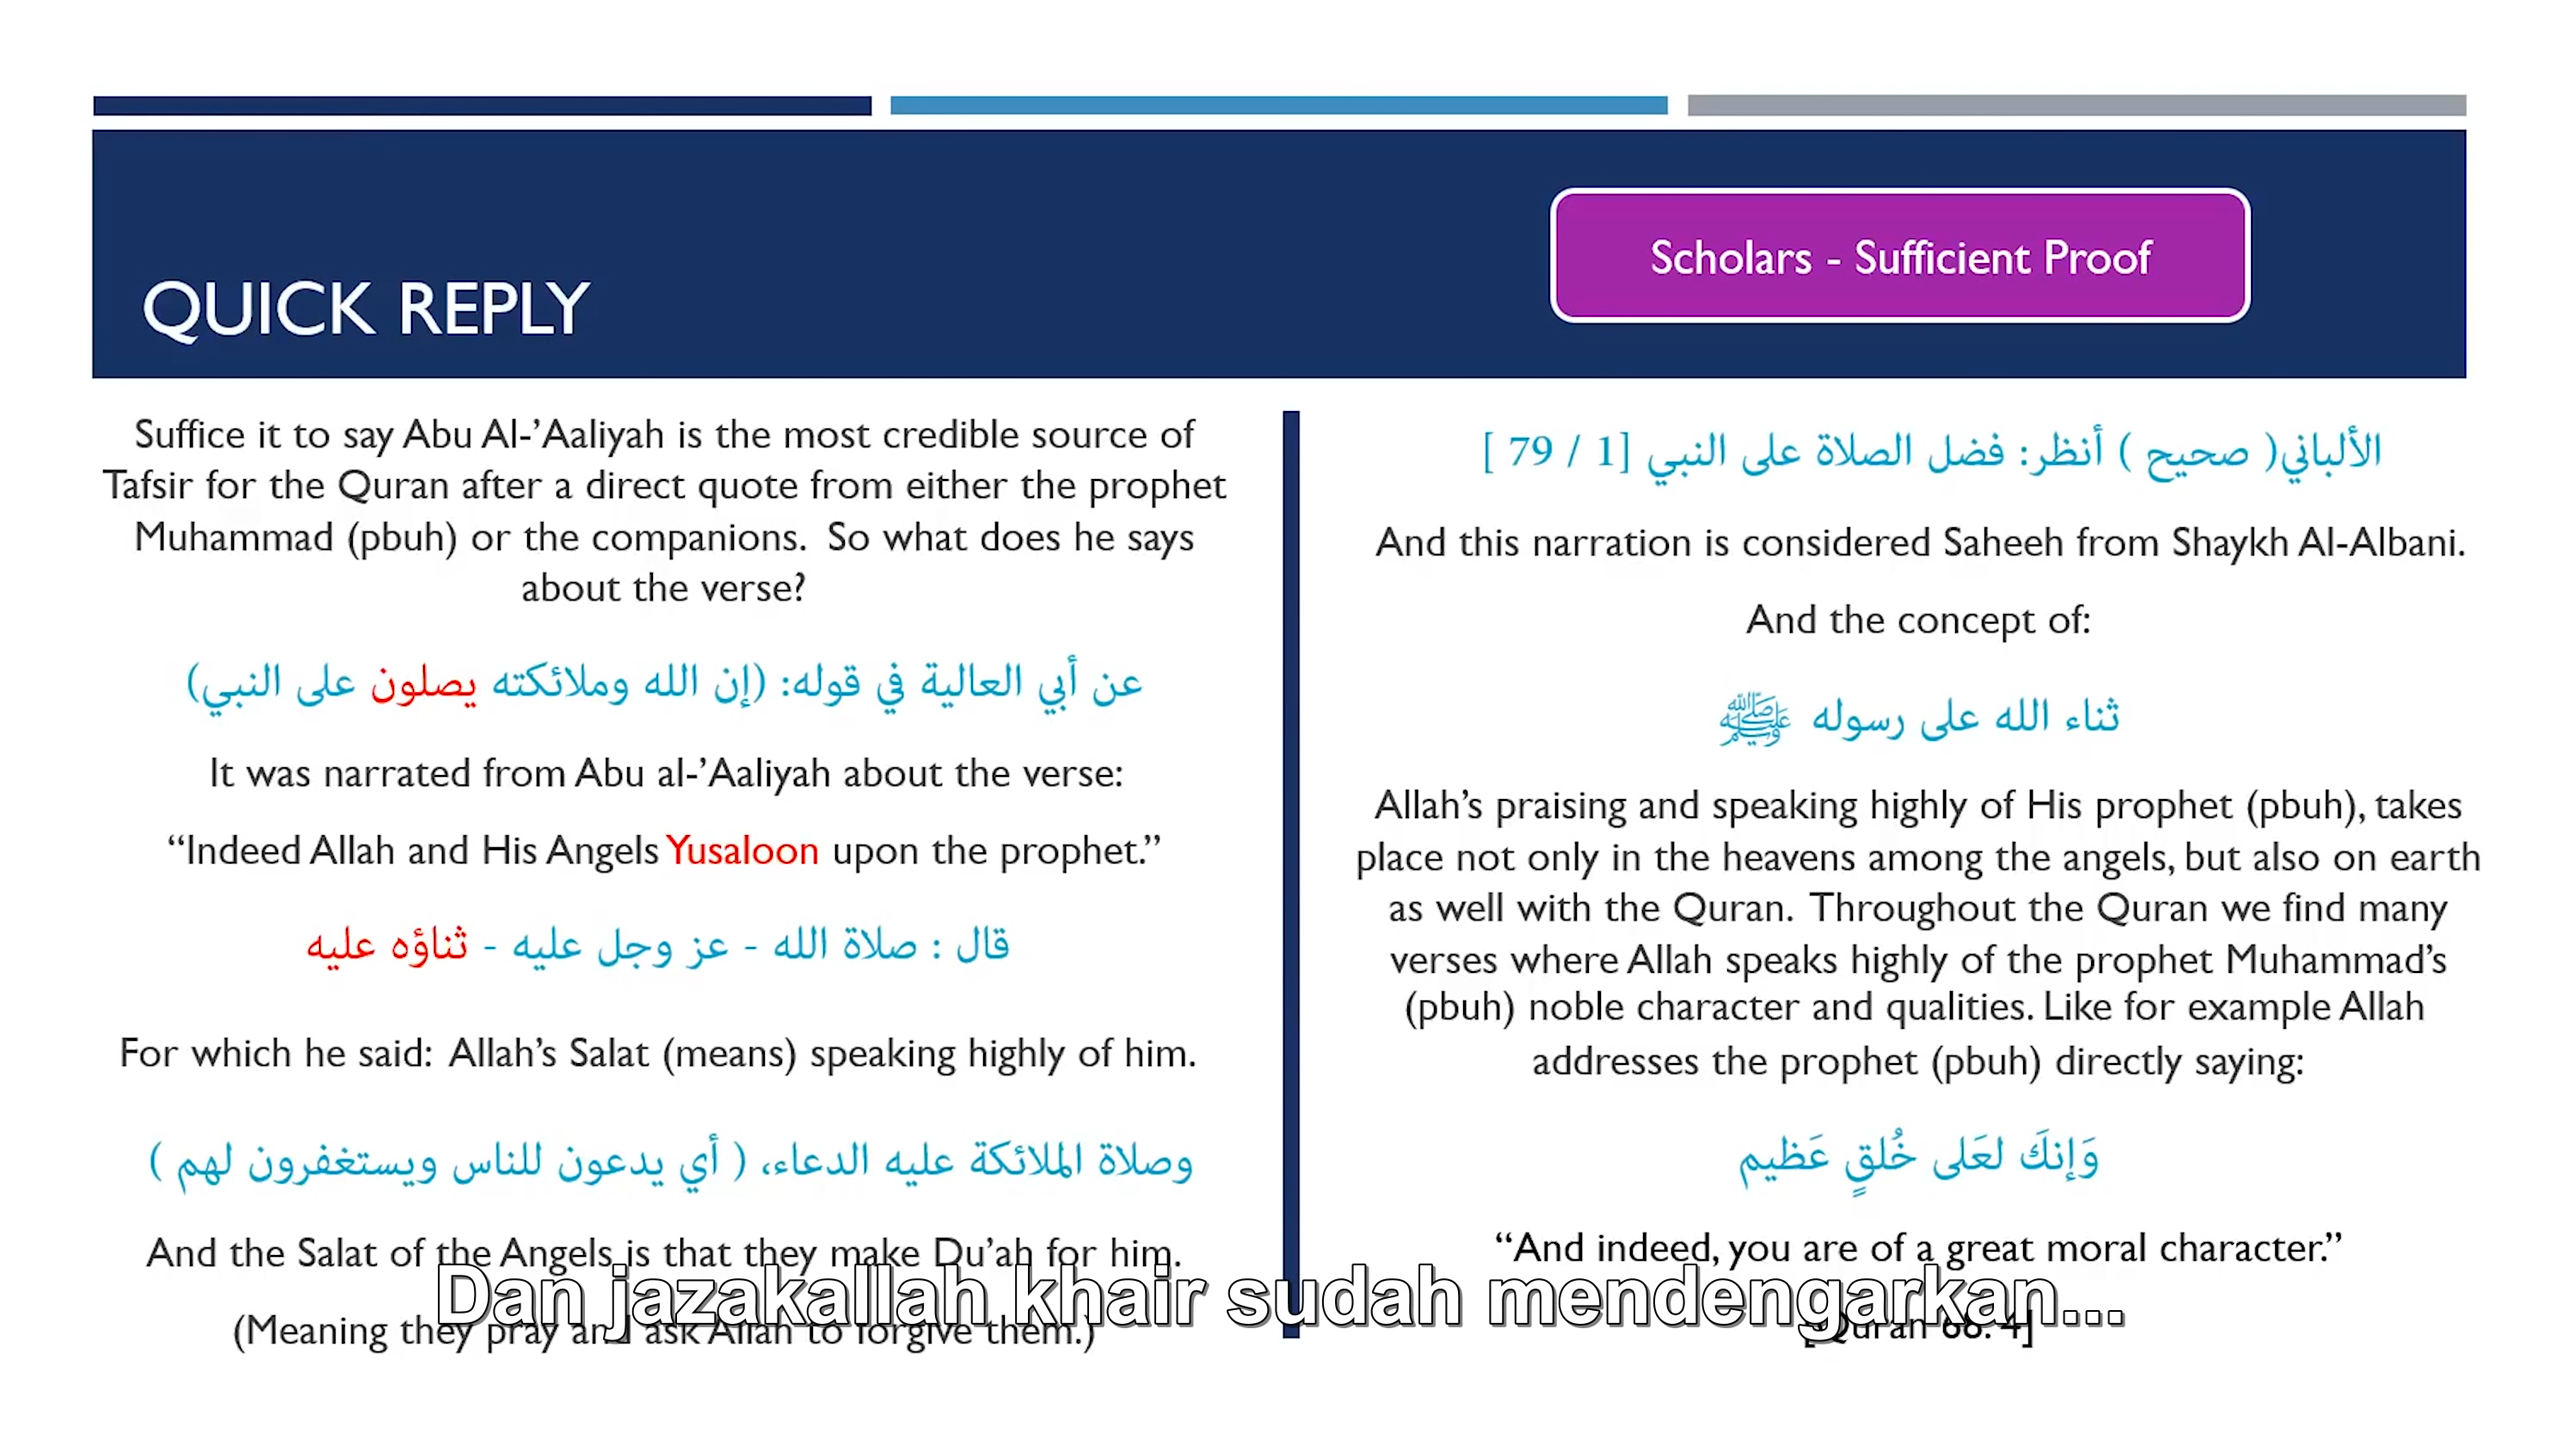 QUICK REPLY
Scholars - Sufficient Proof
Suffice it to say Abu Al-’Aaliyah is the most credible source of
Tafsir for the Quran after a direct quote from either the prophet
Muhammad (pbuh) or the companions.  So what does he says
about the verse?
عن أبي العالية في قوله: (إن الله وملائكته يصلون على النبي)
It was narrated from Abu al-’Aaliyah about the verse:
“Indeed Allah and His Angels Yusaloon upon the prophet.”
قال : صلاة الله - عز وجل عليه - ثناؤه عليه
For which he said:  Allah’s Salat (means) speaking highly of him.
وصلاة الملائكة عليه الدعاء، ( أي يدعون للناس ويستغفرون لهم )
And the Salat of the Angels is that they make Du’ah for him.
(Meaning they pray and ask Allah to forgive them.)
الألباني( صحيح ) أنظر: فضل الصلاة على النبي [1 / 79 ]
And this narration is considered Saheeh from Shaykh Al-Albani.
And the concept of:
ثناء الله على رسوله ﷺ
Allah’s praising and speaking highly of His prophet (pbuh), takes
place not only in the heavens among the angels, but also on earth
as well with the Quran.  Throughout the Quran we find many
verses where Allah speaks highly of the prophet Muhammad’s
(pbuh) noble character and qualities. Like for example Allah
addresses the prophet (pbuh) directly saying:
وَإنكَ لعَلى خُلقٍ عَظيم
“And indeed, you are of a great moral character.”
[Quran : 4]
Dan jazakallah khair sudah mendengarkan...